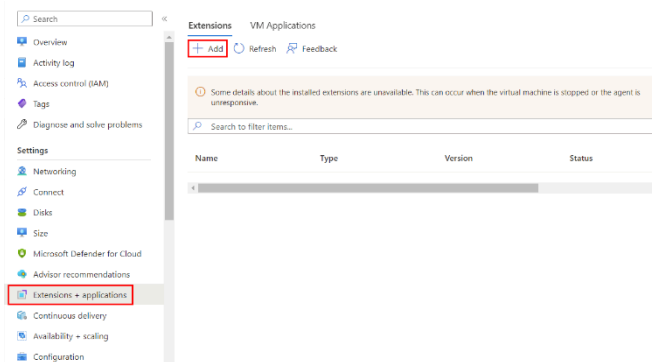 Search
Overview
Activity log
Access control (IAM)
Tags
Diagnose and solve problems
Settings
Networking
Connect
Disks
Size
Microsoft Defender for Cloud
Advisor recommendations
Extensions + applications
Continuous delivery
Availability + scaling
Configuration
Extensions VM Applications
Add Refresh Feedback
Some details about the installed extensions are unavailable. This can occur when the virtual machine is stopped or the agent is
unresponsive.
Search to filter items...
Name Type Version Status